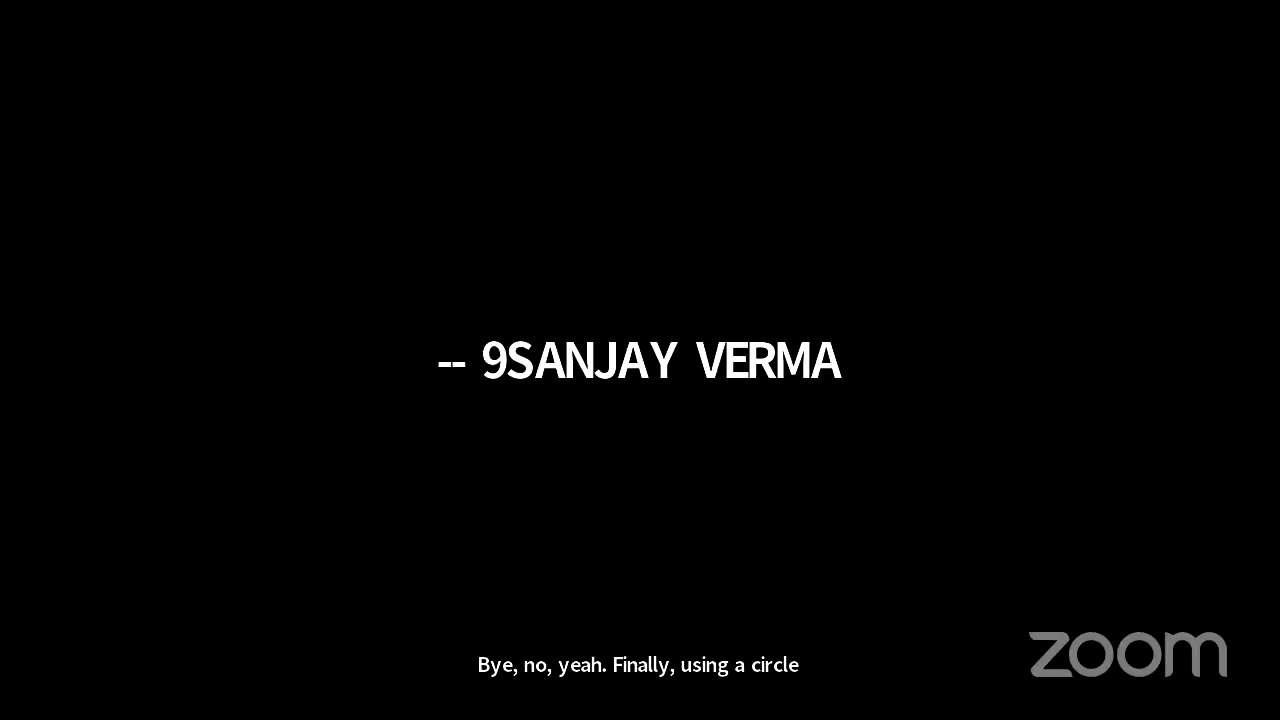 -- 9SANJAY VERMA
Bye, no, yeah. Finally, using a circle
zoom